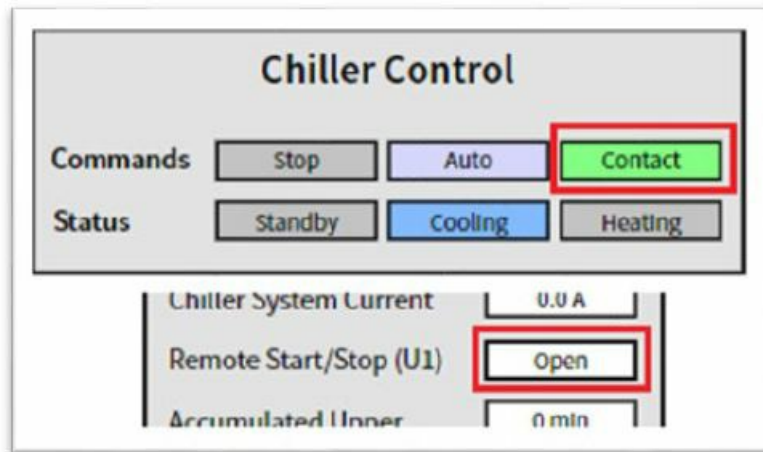 Chiller Control
Commands Stop Auto Contact
Status Standby Cooling Heating
Chiller System Current 0.0 A
Remote Start/Stop (U1) Open
Accumulated Upper 0 min